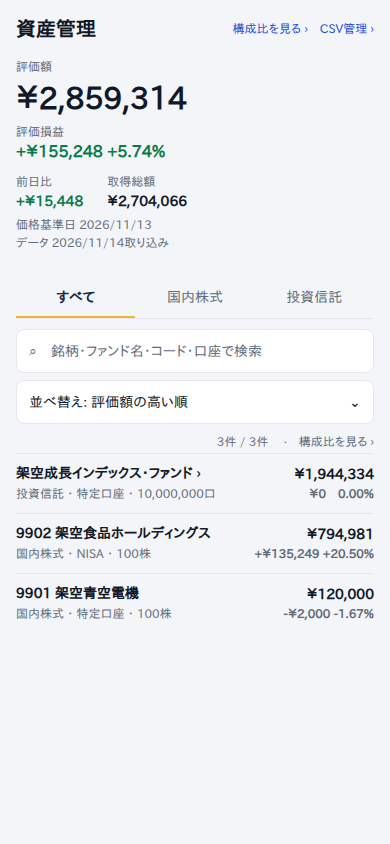 資産管理
構成比を見る › CSV管理 ›
評価額
¥2,859,314
評価損益
+¥155,248 +5.74%
前日比 取得総額
+¥15,448 ¥2,704,066
価格基準日 2026/11/13
データ 2026/11/14取り込み
すべて 国内株式 投資信託
銘柄・ファンド名・コード・口座で検索
並べ替え: 評価額の高い順
3件 / 3件 · 構成比を見る ›
架空成長インデックス・ファンド › ¥1,944,334
投資信託・特定口座・10,000,000口 ¥0 0.00%
9902 架空食品ホールディングス ¥794,981
国内株式・NISA・100株 +¥135,249 +20.50%
9901 架空青空電機 ¥120,000
国内株式・特定口座・100株 -¥2,000 -1.67%